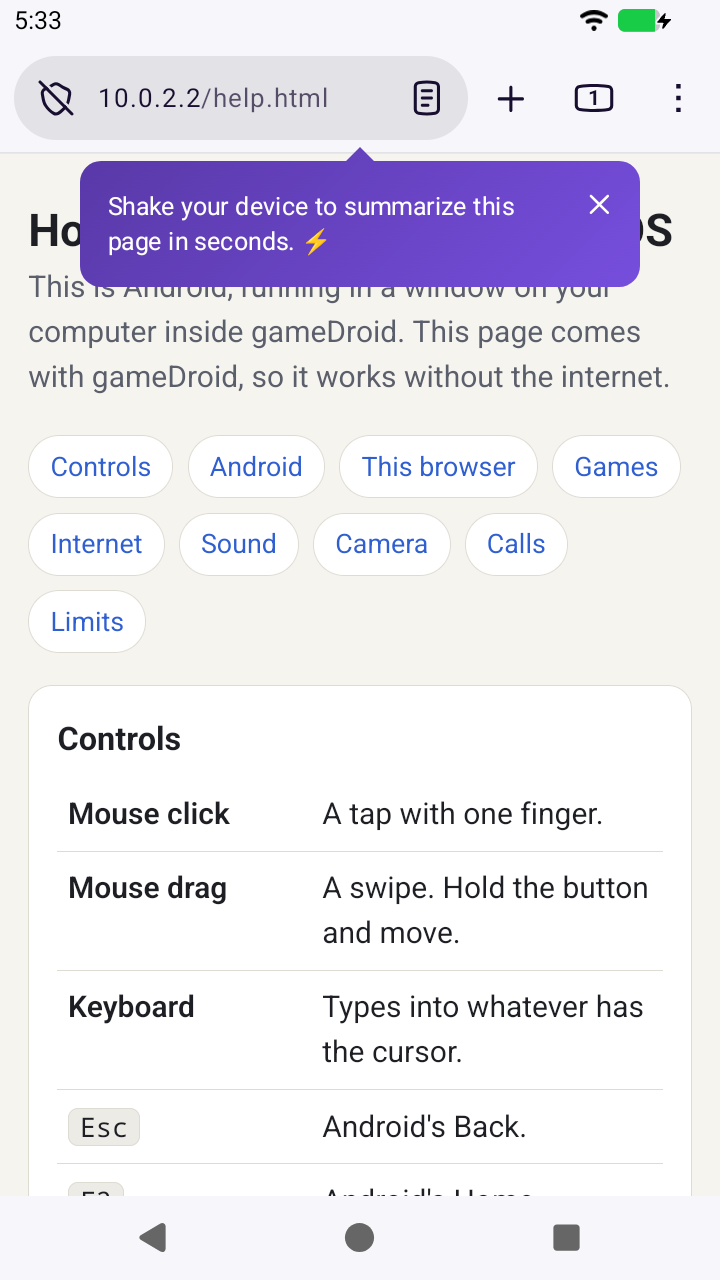 5:33
10.0.2.2/help.html
1
Shake your device to summarize this
page in seconds. ⚡
This is Android, running in a window on your
computer inside gameDroid. This page comes
with gameDroid, so it works without the internet.
Controls
Android
This browser
Games
Internet
Sound
Camera
Calls
Limits
Controls
Mouse click
A tap with one finger.
Mouse drag
A swipe. Hold the button
and move.
Keyboard
Types into whatever has
the cursor.
Esc
Android's Back.
Android's Home